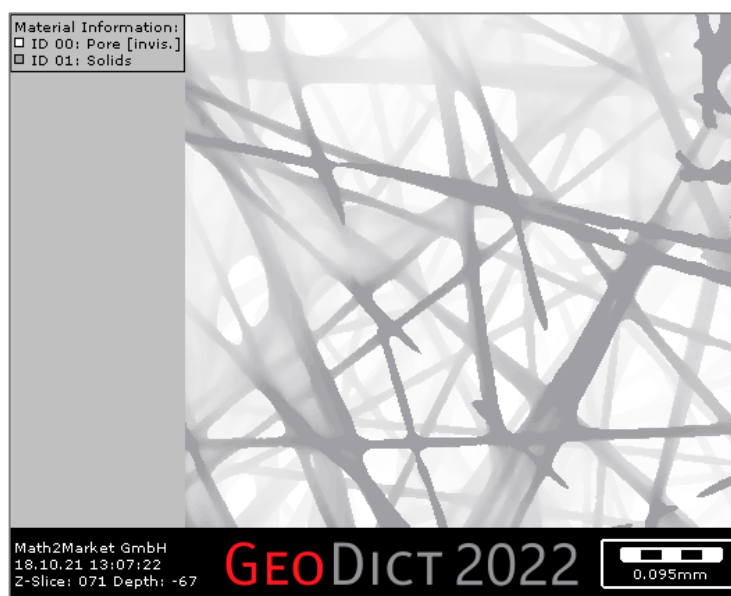 Material Information:
ID 00: Pore [invis.]
ID 01: Solids
Math2Market GmbH
18.10.21 13:07:22
Z-Slice: 071 Depth: -67
GEODICT 2022
0.095mm